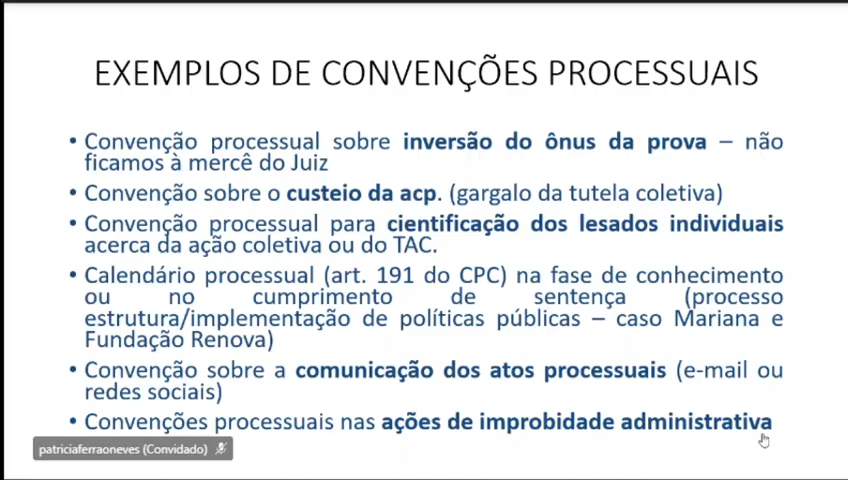 EXEMPLOS DE CONVENÇÕES PROCESSUAIS
• Convenção processual sobre inversão do ônus da prova – não
ficamos à mercê do Juiz
• Convenção sobre o custeio da acp. (gargalo da tutela coletiva)
• Convenção processual para cientificação dos lesados individuais
acerca da ação coletiva ou do TAC.
• Calendário processual (art. 191 do CPC) na fase de conhecimento
ou no cumprimento de sentença (processo
estrutura/implementação de políticas públicas – caso Mariana e
Fundação Renova)
• Convenção sobre a comunicação dos atos processuais (e-mail ou
redes sociais)
• Convenções processuais nas ações de improbidade administrativa
patriciaferraoneves (Convidado)